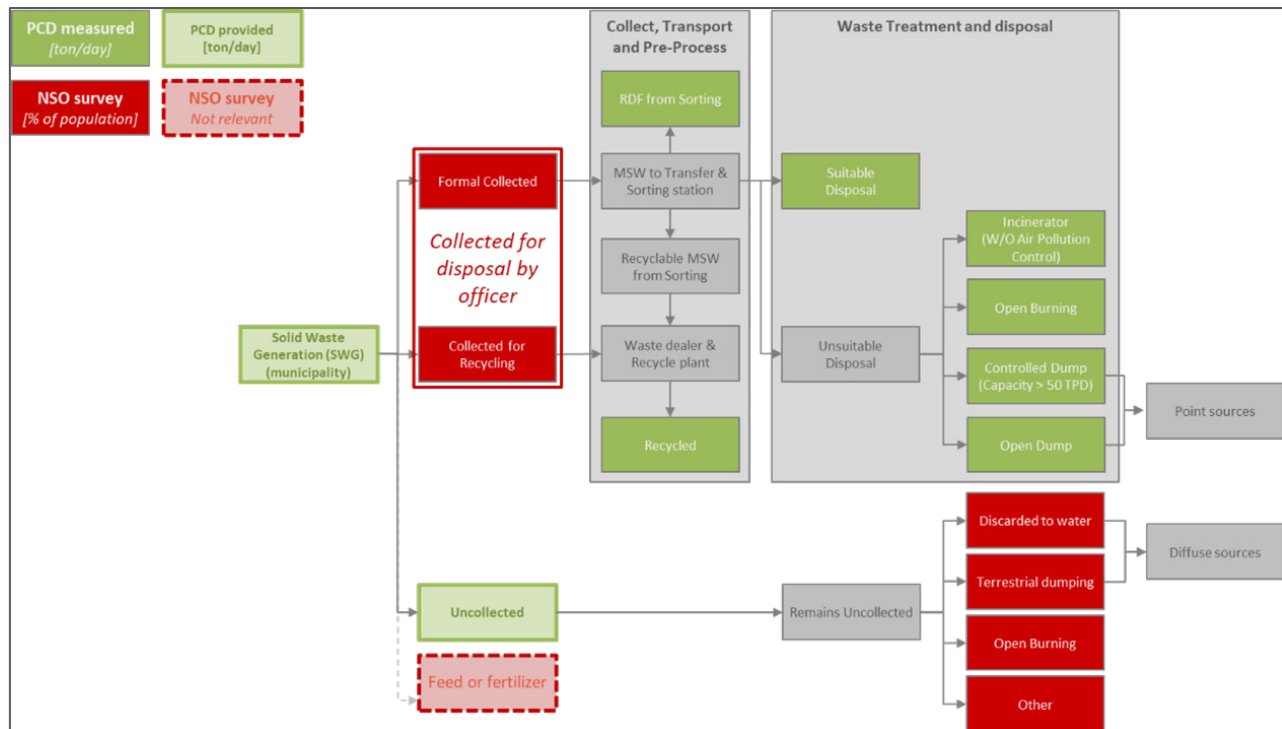 PCD measured
[ton/day]
PCD provided
[ton/day]
NSO survey
[% of population]
NSO survey
Not relevant
Collect, Transport
and Pre-Process
Waste Treatment and disposal
RDF from Sorting
Formal Collected
MSW to Transfer &
Sorting station
Suitable
Disposal
Collected for
disposal by
officer
Recyclable MSW
from Sorting
Incinerator
(W/O Air Pollution
Control)
Open Burning
Solid Waste
Generation (SWG)
(municipality)
Collected for
Recycling
Waste dealer &
Recycle plant
Unsuitable
Disposal
Controlled Dump
(Capacity > 50 TPD)
Point sources
Recycled
Open Dump
Discarded to water
Diffuse sources
Terrestrial dumping
Uncollected
Remains Uncollected
Open Burning
Feed or fertilizer
Other